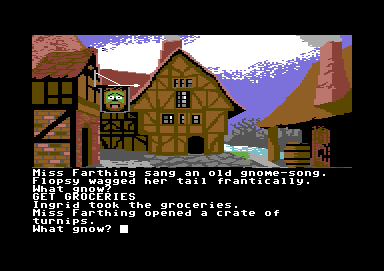 Miss Farthing sang an old gnome-song.
Flopsy wagged her tail frantically.
What gnow?
GET GROCERIES
Ingrid took the groceries.
Miss Farthing opened a crate of
turnips.
What gnow?